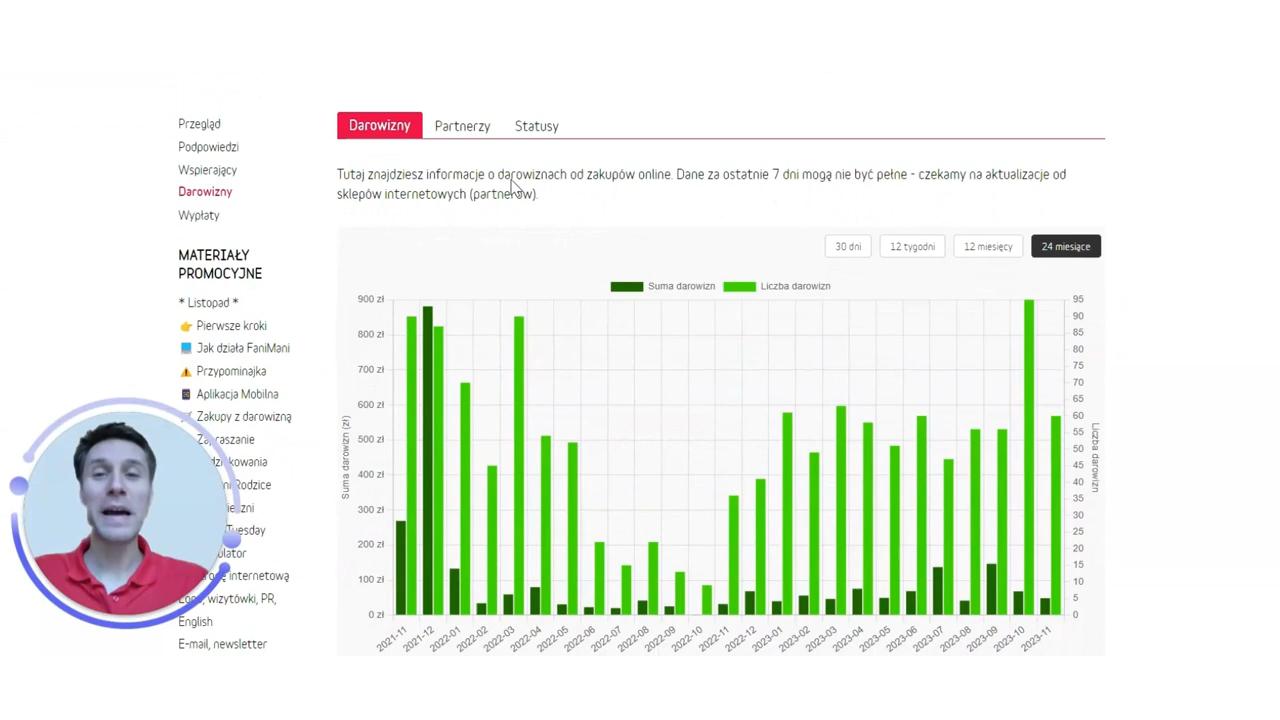 Przegląd
Podpowiedzi
Wspierający
Darowizny
Wypłaty
MATERIAŁY
PROMOCYJNE
* Listopad *
Pierwsze kroki
Jak działa FaniMani
Przypominajka
Aplikacja Mobilna
Zakupy z darowizną
Zapraszanie
Rodzice
Tuesday
internetową
Logo, wizytówki, PR,
English
E-mail, newsletter
Darowizny Partnerzy Statusy
Tutaj znajdziesz informacje o darowiznach od zakupów online. Dane za ostatnie 7 dni mogą nie być pełne - czekamy na aktualizacje od
sklepów internetowych (partnerów).
30 dni 12 tygodni 12 miesięcy 24 miesiące
Suma darowizn Liczba darowizn
900 zł
800 zł
700 zł
600 zł
500 zł
400 zł
300 zł
200 zł
100 zł
0 zł
Suma darowizn (zł)
95
90
85
80
75
70
65
60
55
50
45
40
35
30
25
20
15
10
5
0
Liczba darowizn
2021-11 2021-12 2022-01 2022-02 2022-03 2022-04 2022-05 2022-06 2022-07 2022-08 2022-09 2022-10 2022-11 2022-12 2023-01 2023-02 2023-03 2023-04 2023-05 2023-06 2023-07 2023-08 2023-09 2023-10 2023-11